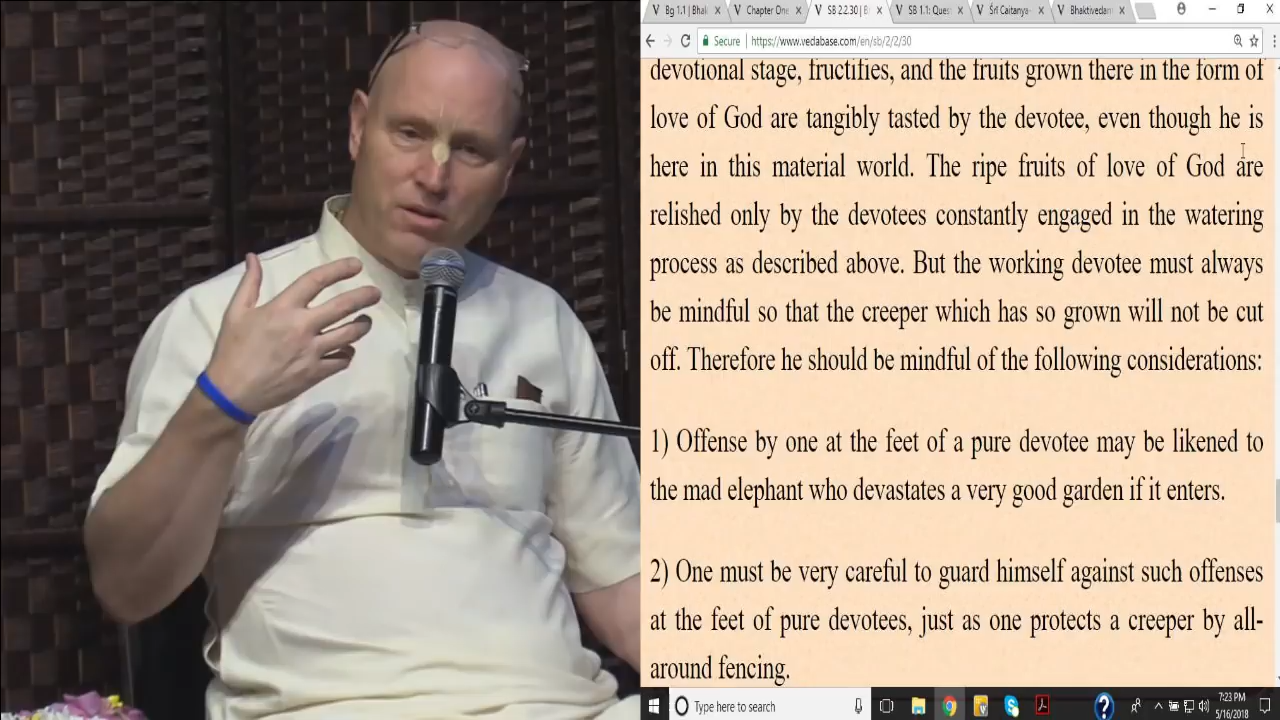 Bg 1.1 | Bhak
Chapter One
SB 2.2.30 | B
SB 1.1: Ques
Śrī Caitanya-
Bhaktivedan
Secure
https://www.vedabase.com/en/sb/2/2/30
devotional stage, fructifies, and the fruits grown there in the form of
love of God are tangibly tasted by the devotee, even though he is
here in this material world. The ripe fruits of love of God are
relished only by the devotees constantly engaged in the watering
process as described above. But the working devotee must always
be mindful so that the creeper which has so grown will not be cut
off. Therefore he should be mindful of the following considerations:
1) Offense by one at the feet of a pure devotee may be likened to
the mad elephant who devastates a very good garden if it enters.
2) One must be very careful to guard himself against such offenses
at the feet of pure devotees, just as one protects a creeper by all-
around fencing.
Type here to search
7:23 PM
5/16/2018